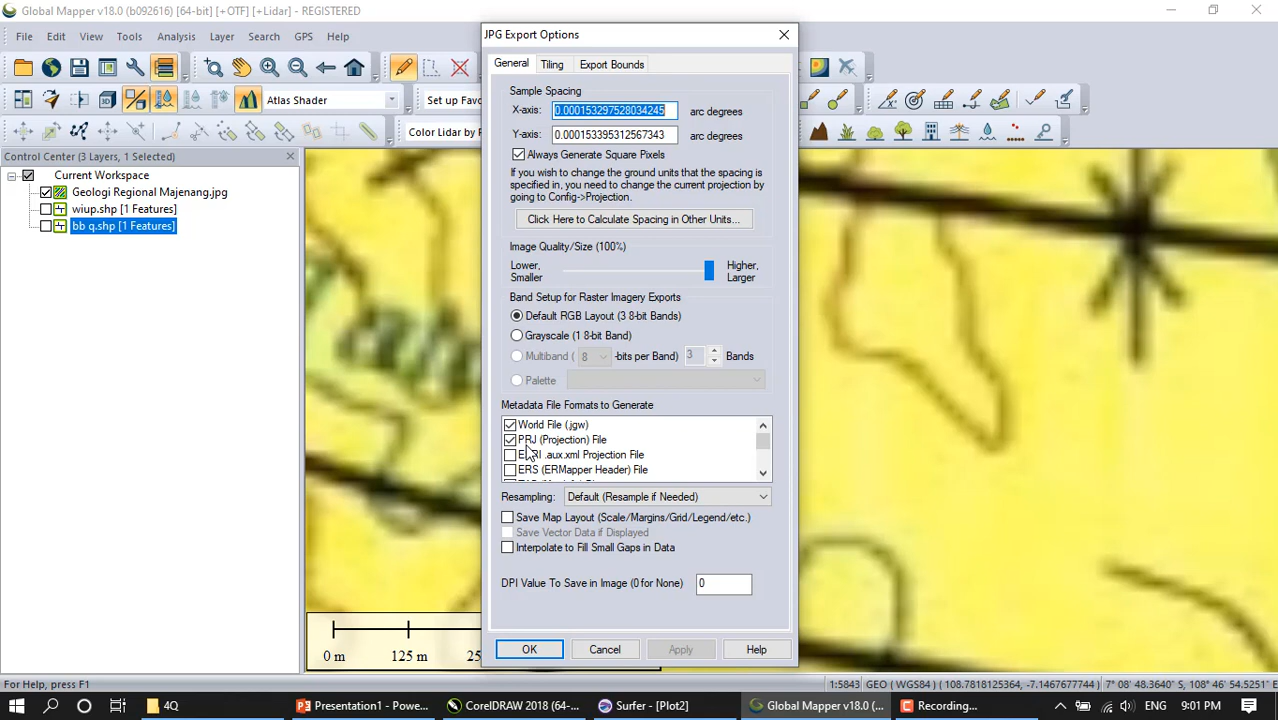 Global Mapper v18.0 (b092616) [64-bit] [+OTF] [+Lidar] - REGISTERED
File Edit View Tools Analysis Layer Search GPS Help
Atlas Shader
Set up Favo
Color Lidar by R
Control Center (3 Layers, 1 Selected)
Current Workspace
Geologi Regional Majenang.jpg
wiup.shp [1 Features]
bb q.shp [1 Features]
JPG Export Options
General Tiling Export Bounds
Sample Spacing
X-axis: 0.000153297528034245 arc degrees
Y-axis: 0.000153395312567343 arc degrees
Always Generate Square Pixels
If you wish to change the ground units that the spacing is
specified in, you need to change the current projection by
going to Config->Projection.
Click Here to Calculate Spacing in Other Units...
Image Quality/Size (100%)
Lower, Smaller
Higher, Larger
Band Setup for Raster Imagery Exports
Default RGB Layout (3 8-bit Bands)
Grayscale (1 8-bit Band)
Multiband ( 8 -bits per Band) 3 Bands
Palette
Metadata File Formats to Generate
World File (.jgw)
PRJ (Projection) File
.aux.xml Projection File
ERS (ERMapper Header) File
Resampling: Default (Resample if Needed)
Save Map Layout (Scale/Margins/Grid/Legend/etc.)
Save Vector Data if Displayed
Interpolate to Fill Small Gaps in Data
DPI Value To Save in Image (0 for None) 0
OK Cancel Apply Help
0 m 125 m
For Help, press F1
1:5843 GEO (WGS84) ( 108.7818125364, -7.1467677744) 7° 08' 48.3640" S, 108° 46' 54.5251"
4Q
Presentation1 - Powe...
CorelDRAW 2018 (64-...
Surfer - [Plot2]
Global Mapper v18.0 (...
Recording...
9:01 PM